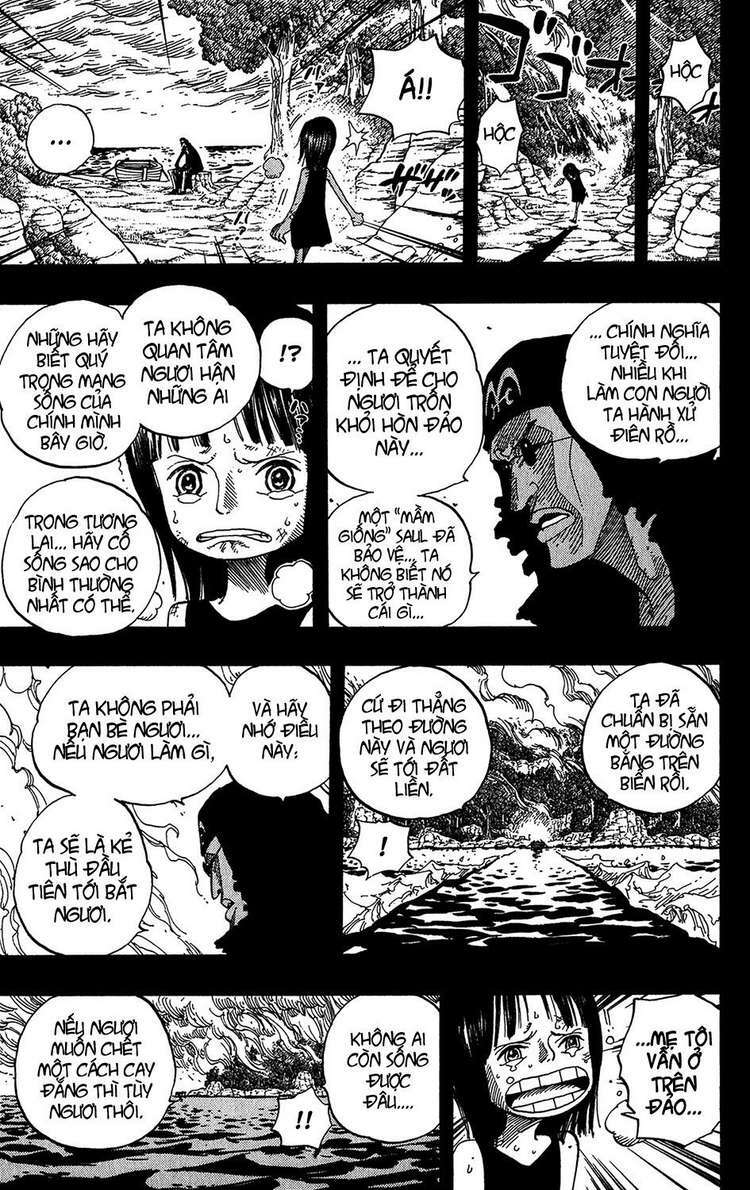 HỘC
HỘC
ゴゴゴ
Á!!
ザザザ
...
!?
... CHÍNH NGHĨA
TUYỆT ĐỐI...
NHIỀU KHI
LÀM CON NGƯỜI
TA HÀNH XỬ
ĐIÊN RỒ...
... TA QUYẾT
ĐỊNH ĐỂ CHO
NGƯƠI TRỐN
KHỎI HÒN ĐẢO
NÀY...
MỘT "MẦM
GIỐNG" SAUL ĐÃ
BẢO VỆ... TA
KHÔNG BIẾT NÓ
SẼ TRỞ THÀNH
CÁI GÌ...
!?
TA KHÔNG
QUAN TÂM
NGƯƠI HẬN
NHỮNG AI
NHỮNG HÃY
BIẾT QUÝ
TRỌNG MẠNG
SỐNG CỦA
CHÍNH MÌNH
BÂY GIỜ.
TRONG TƯƠNG
LAI... HÃY CỐ
SỐNG SAO CHO
BÌNH THƯỜNG
NHẤT CÓ THỂ.
TA ĐÃ
CHUẨN BỊ SẴN
MỘT ĐƯỜNG
BĂNG TRÊN
BIỂN RỒI.
CỨ ĐI THẲNG
THEO ĐƯỜNG
NÀY VÀ NGƯƠI
SẼ TỚI ĐẤT
LIỀN.
!
VÀ HÃY
NHỚ ĐIỀU
NÀY:
TA KHÔNG PHẢI
BẠN BÈ NGƯƠI...
NẾU NGƯƠI LÀM GÌ,
TA SẼ LÀ KẺ
THÙ ĐẦU
TIÊN TỚI BẮT
NGƯƠI.
...MẸ TÔI
VẪN Ở
TRÊN
ĐẢO...
KHÔNG AI
CÒN SỐNG
ĐƯỢC
ĐÂU....
!!
NẾU NGƯƠI
MUỐN CHẾT
MỘT CÁCH CAY
ĐẮNG THÌ TÙY
NGƯƠI THÔI.